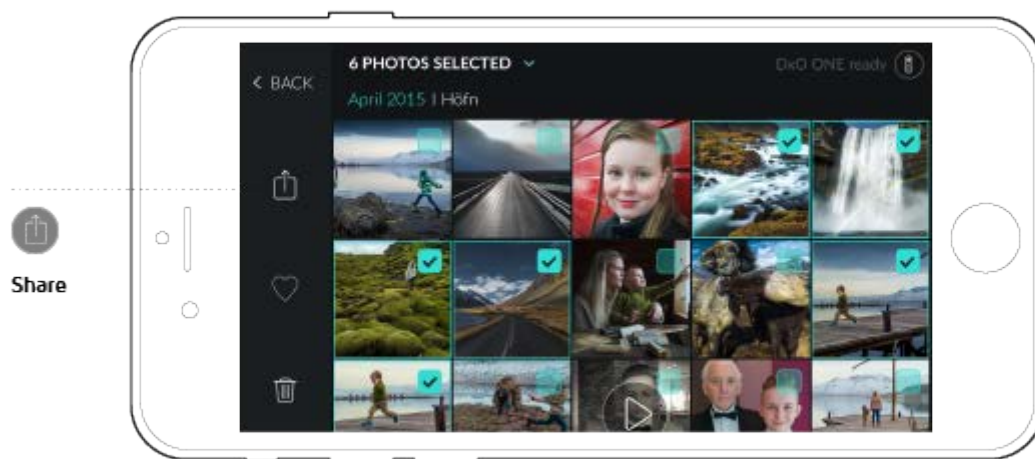 6 PHOTOS SELECTED
DxO ONE ready
< BACK
April 2015 | Höfn
Share